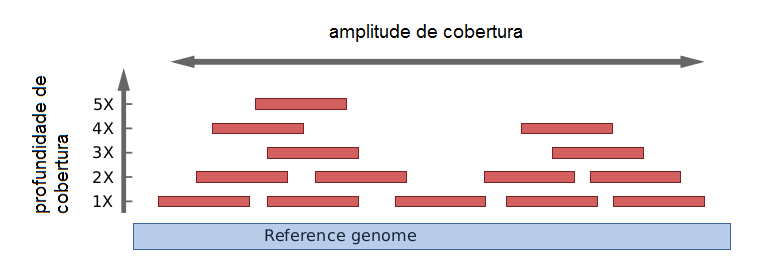 amplitude de cobertura
profundidade de
cobertura
5X
4X
3X
2X
1X
Reference genome